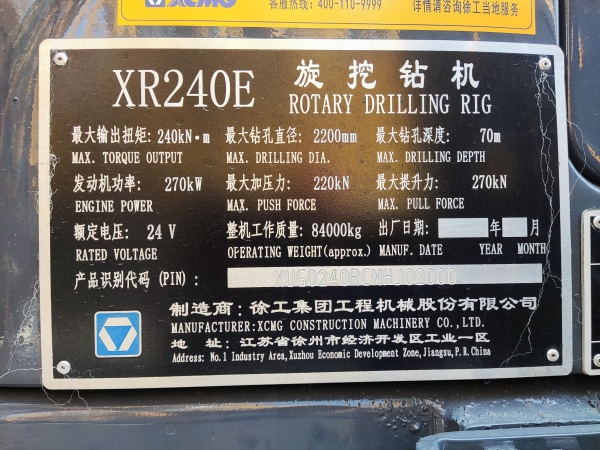 XCMG 客服热线: 400-110-9999 详情请咨询徐工当地服务
XR240E 旋挖钻机
ROTARY DRILLING RIG
最大输出扭矩: 240kN·m 最大钻孔直径: 2200mm 最大钻孔深度: 70m
MAX. TORQUE OUTPUT MAX. DRILLING DIA. MAX. DRILLING DEPTH
发动机功率: 270kW 最大加压力: 220kN 最大提升力: 270kN
ENGINE POWER MAX. PUSH FORCE MAX. PULL FORCE
额定电压: 24 V 整机工作质量: 84000kg 出厂日期: 年 月
RATED VOLTAGE OPERATING WEIGHT(approx.) MANUF. DATE YEAR MONTH
产品识别代码 (PIN): XUG0240RCMHJ02000
制造商: 徐工集团工程机械股份有限公司
MANUFACTURER:XCMG CONSTRUCTION MACHINERY CO.,LTD.
地 址: 江苏省徐州市经济开发区工业一区
Address: No.1 Industry Area, Xuzhou Economic Development Zone, Jiangsu, P.R.China